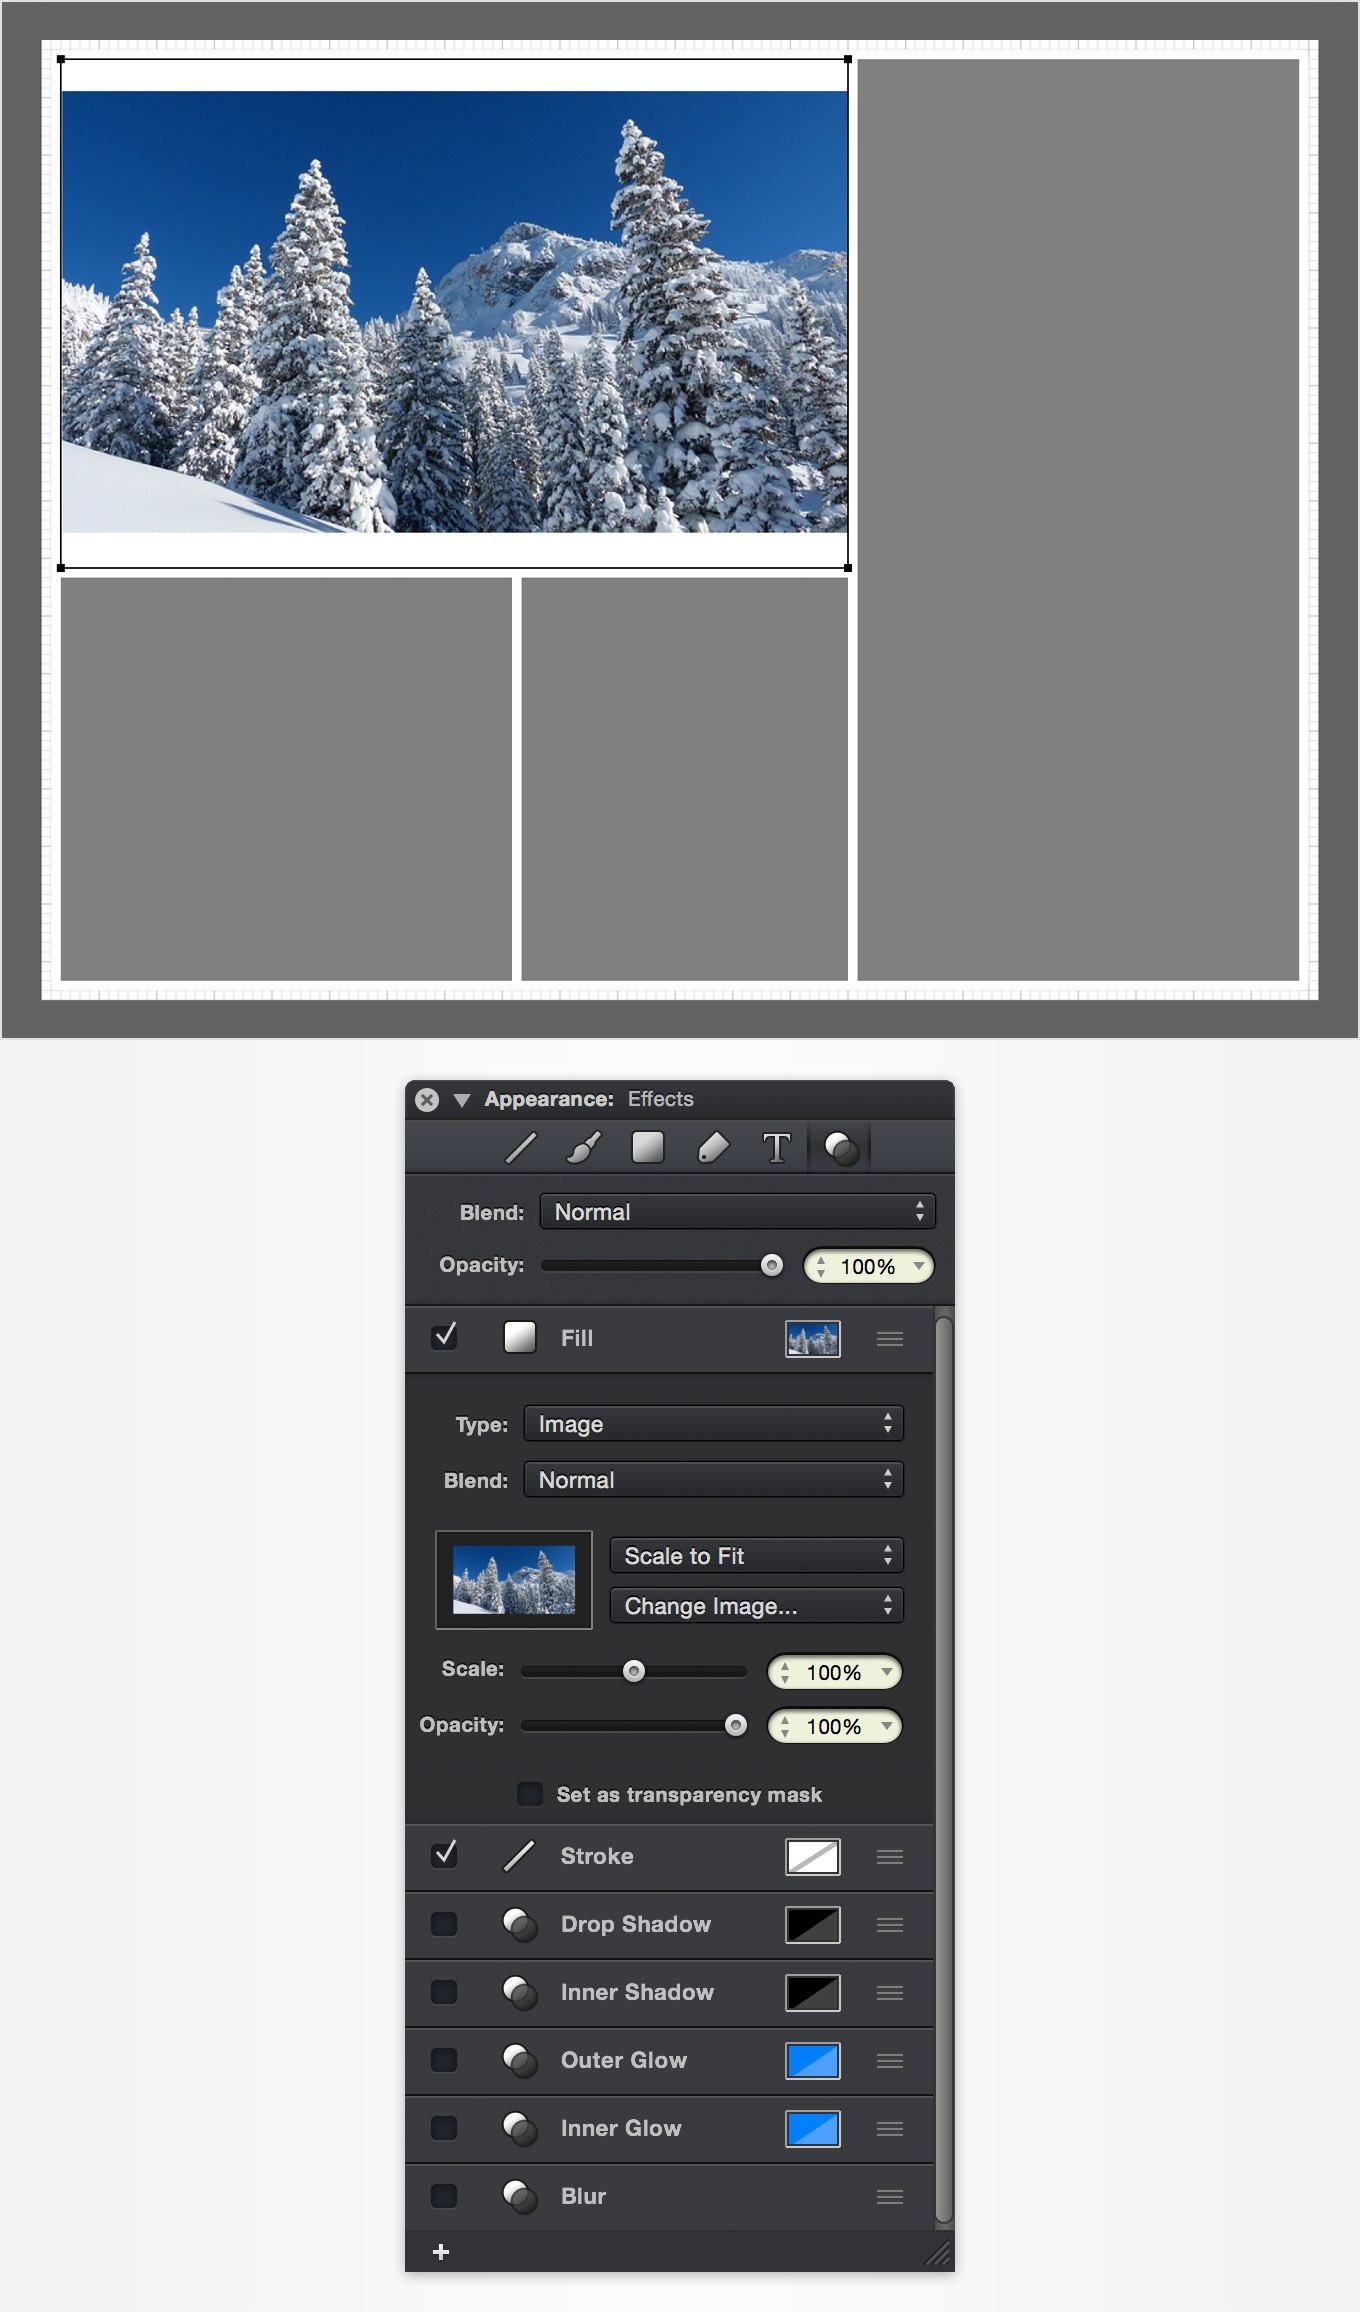 Appearance: Effects
T
Blend: Normal
Opacity: 100%
Fill
Type: Image
Blend: Normal
Scale to Fit
Change Image...
Scale: 100%
Opacity: 100%
Set as transparency mask
Stroke
Drop Shadow
Inner Shadow
Outer Glow
Inner Glow
Blur
+